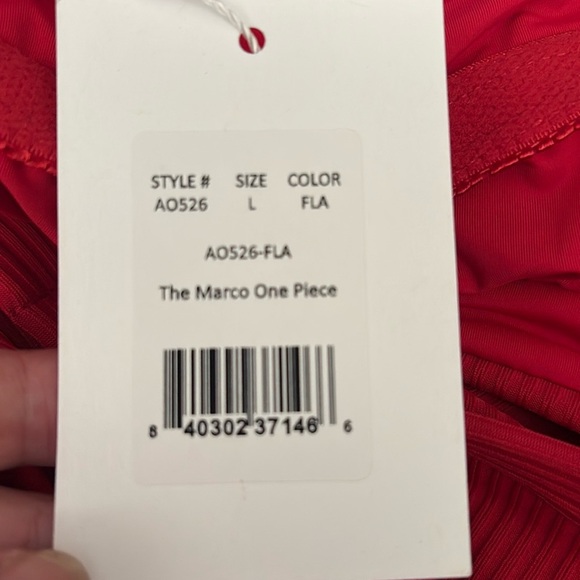 STYLE # SIZE COLOR
AO526 L FLA
AO526-FLA
The Marco One Piece
8 40302 37146 6